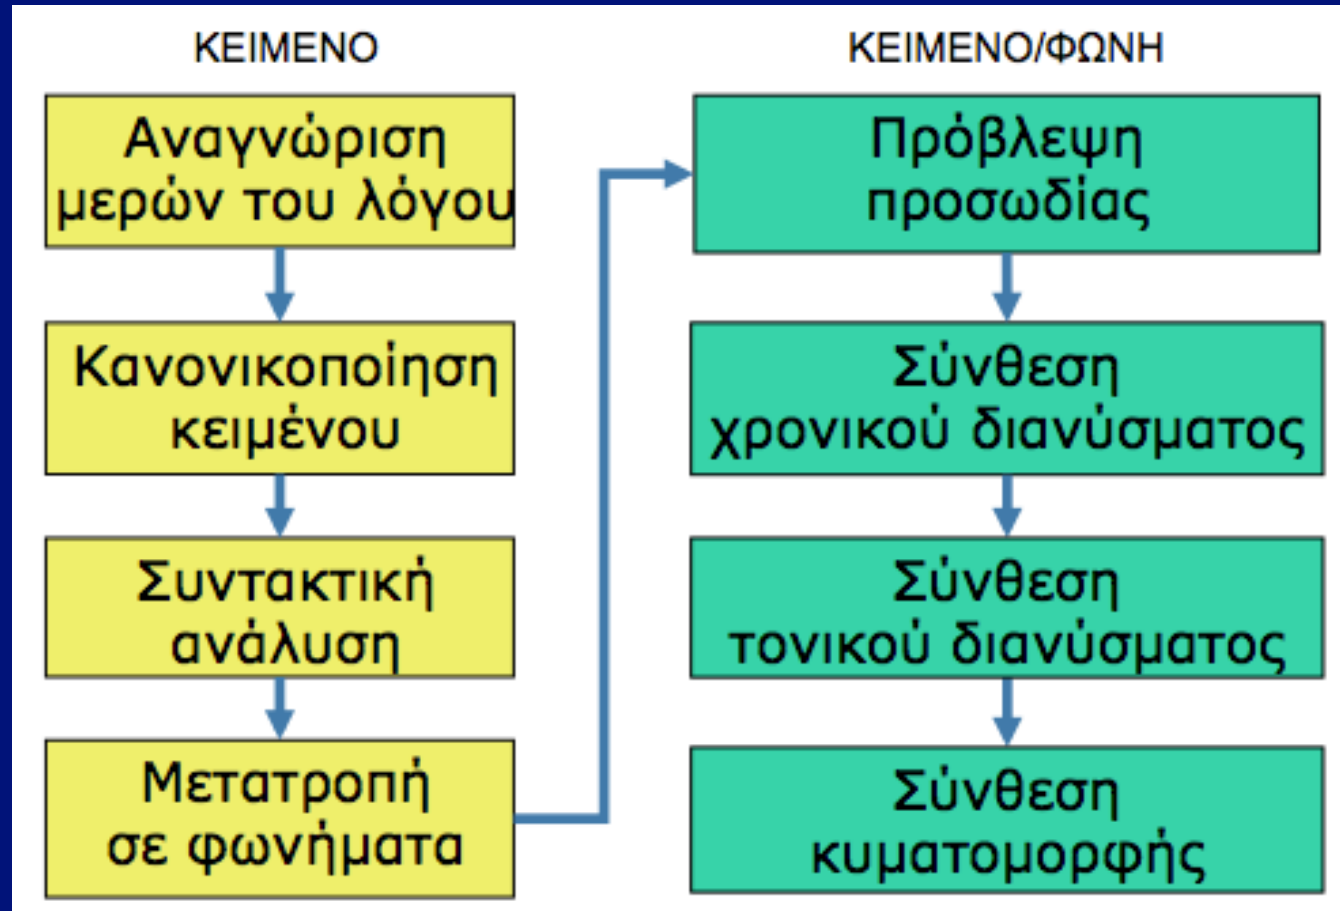 ΚΕΙΜΕΝΟ
Αναγνώριση
μερών του λόγου
Κανονικοποίηση
κειμένου
Συντακτική
ανάλυση
Μετατροπή
σε φωνήματα
ΚΕΙΜΕΝΟ/ΦΩΝΗ
Πρόβλεψη
προσωδίας
Σύνθεση
χρονικού διανύσματος
Σύνθεση
τονικού διανύσματος
Σύνθεση
κυματομορφής